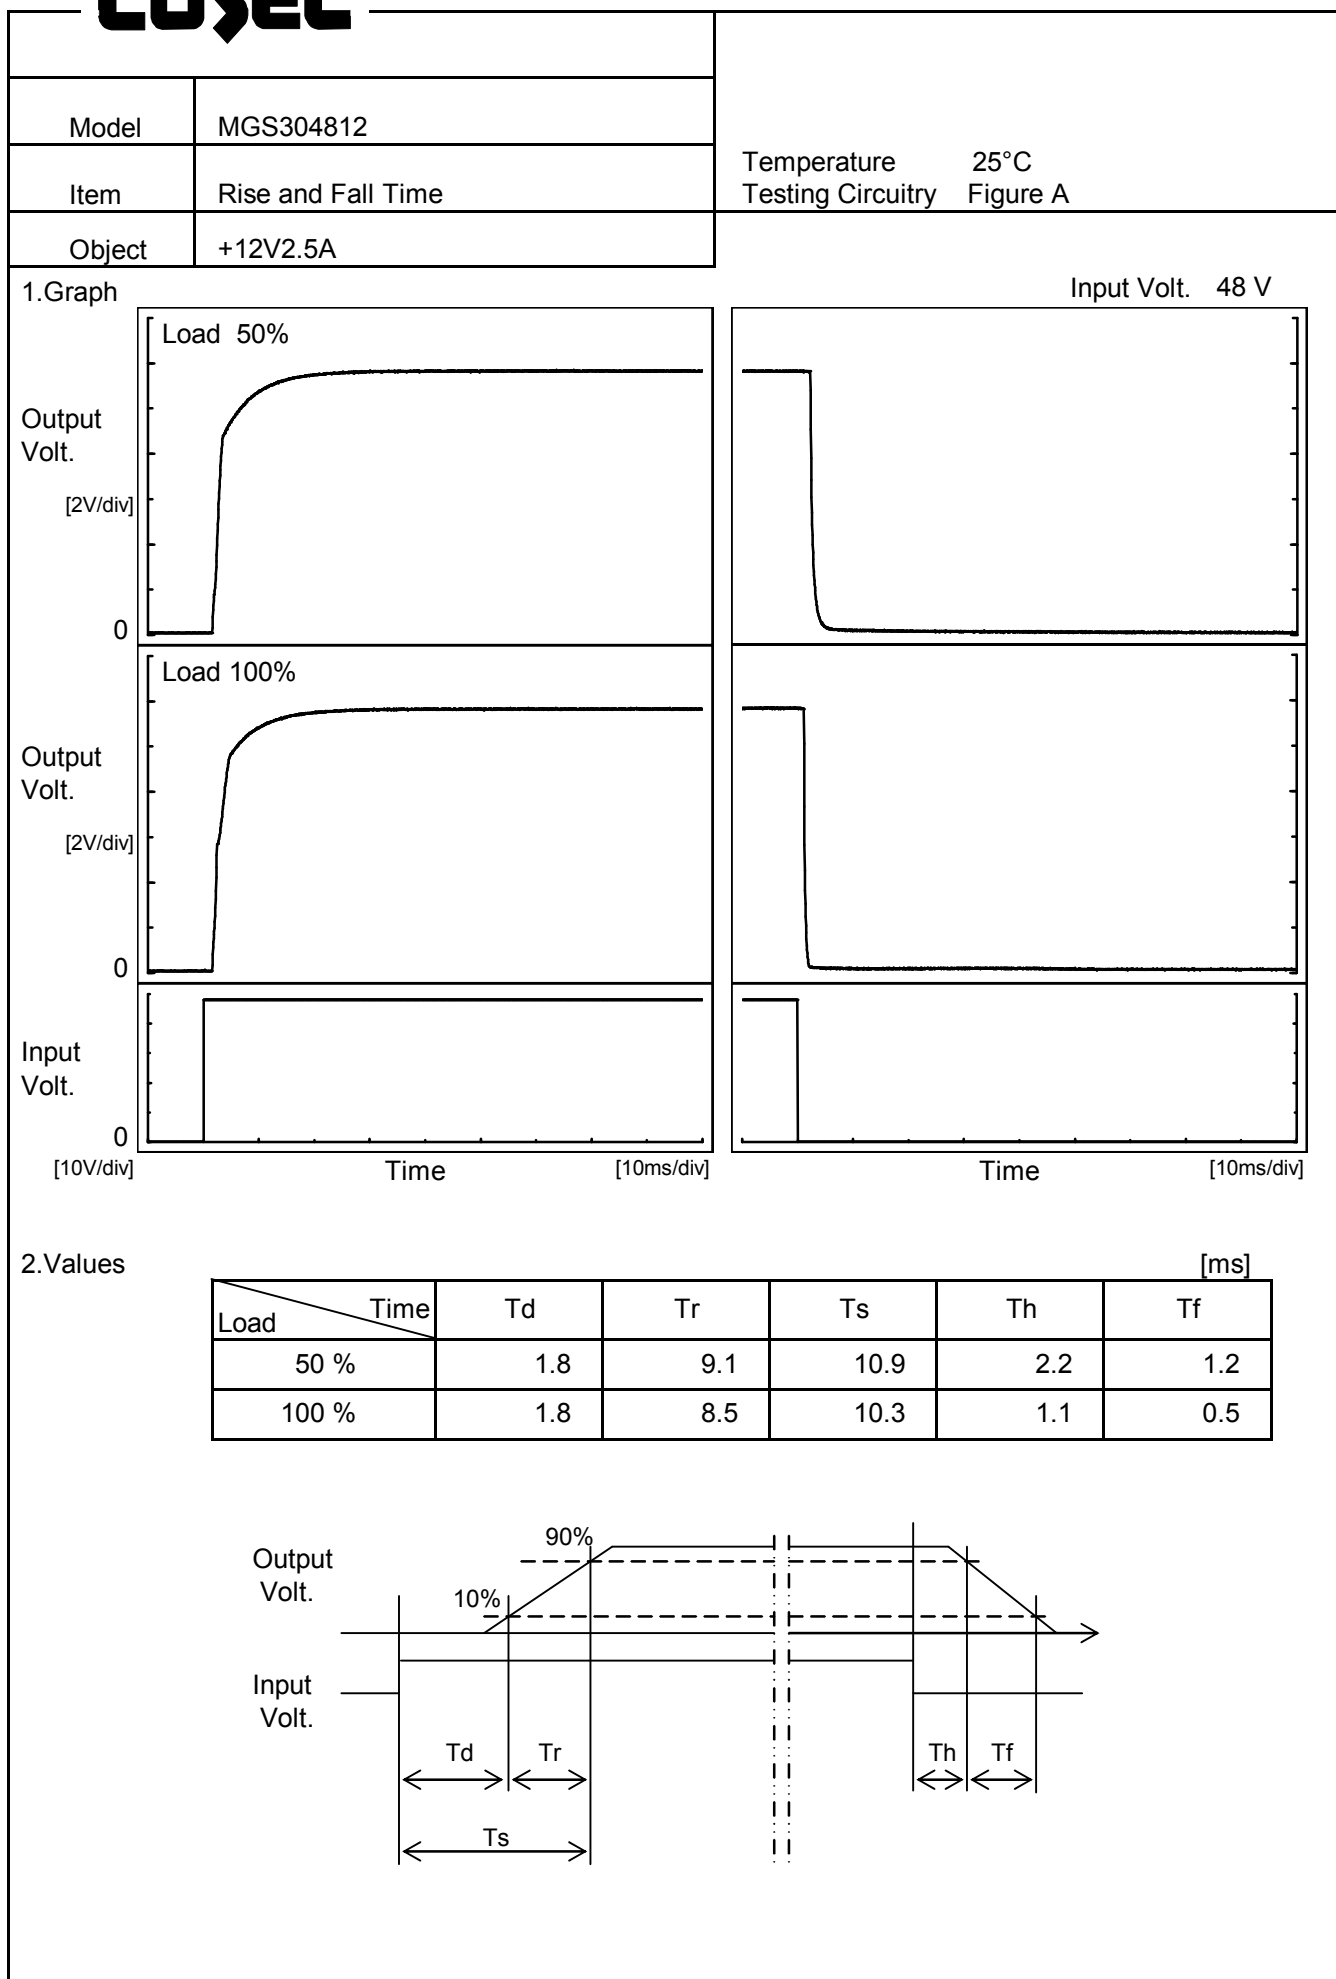 COSEL
Model MGS304812
Item Rise and Fall Time
Temperature 25°C
Testing Circuitry Figure A
Object +12V2.5A
1.Graph
Input Volt. 48 V
Load 50%
Output
Volt.
[2V/div]
0
Load 100%
Output
Volt.
[2V/div]
0
Input
Volt.
0
[10V/div] Time [10ms/div] Time [10ms/div]
2.Values [ms]
Load Time Td Tr Ts Th Tf
50 % 1.8 9.1 10.9 2.2 1.2
100 % 1.8 8.5 10.3 1.1 0.5
90%
Output
Volt.
10%
Input
Volt.
Td Tr Th Tf
Ts